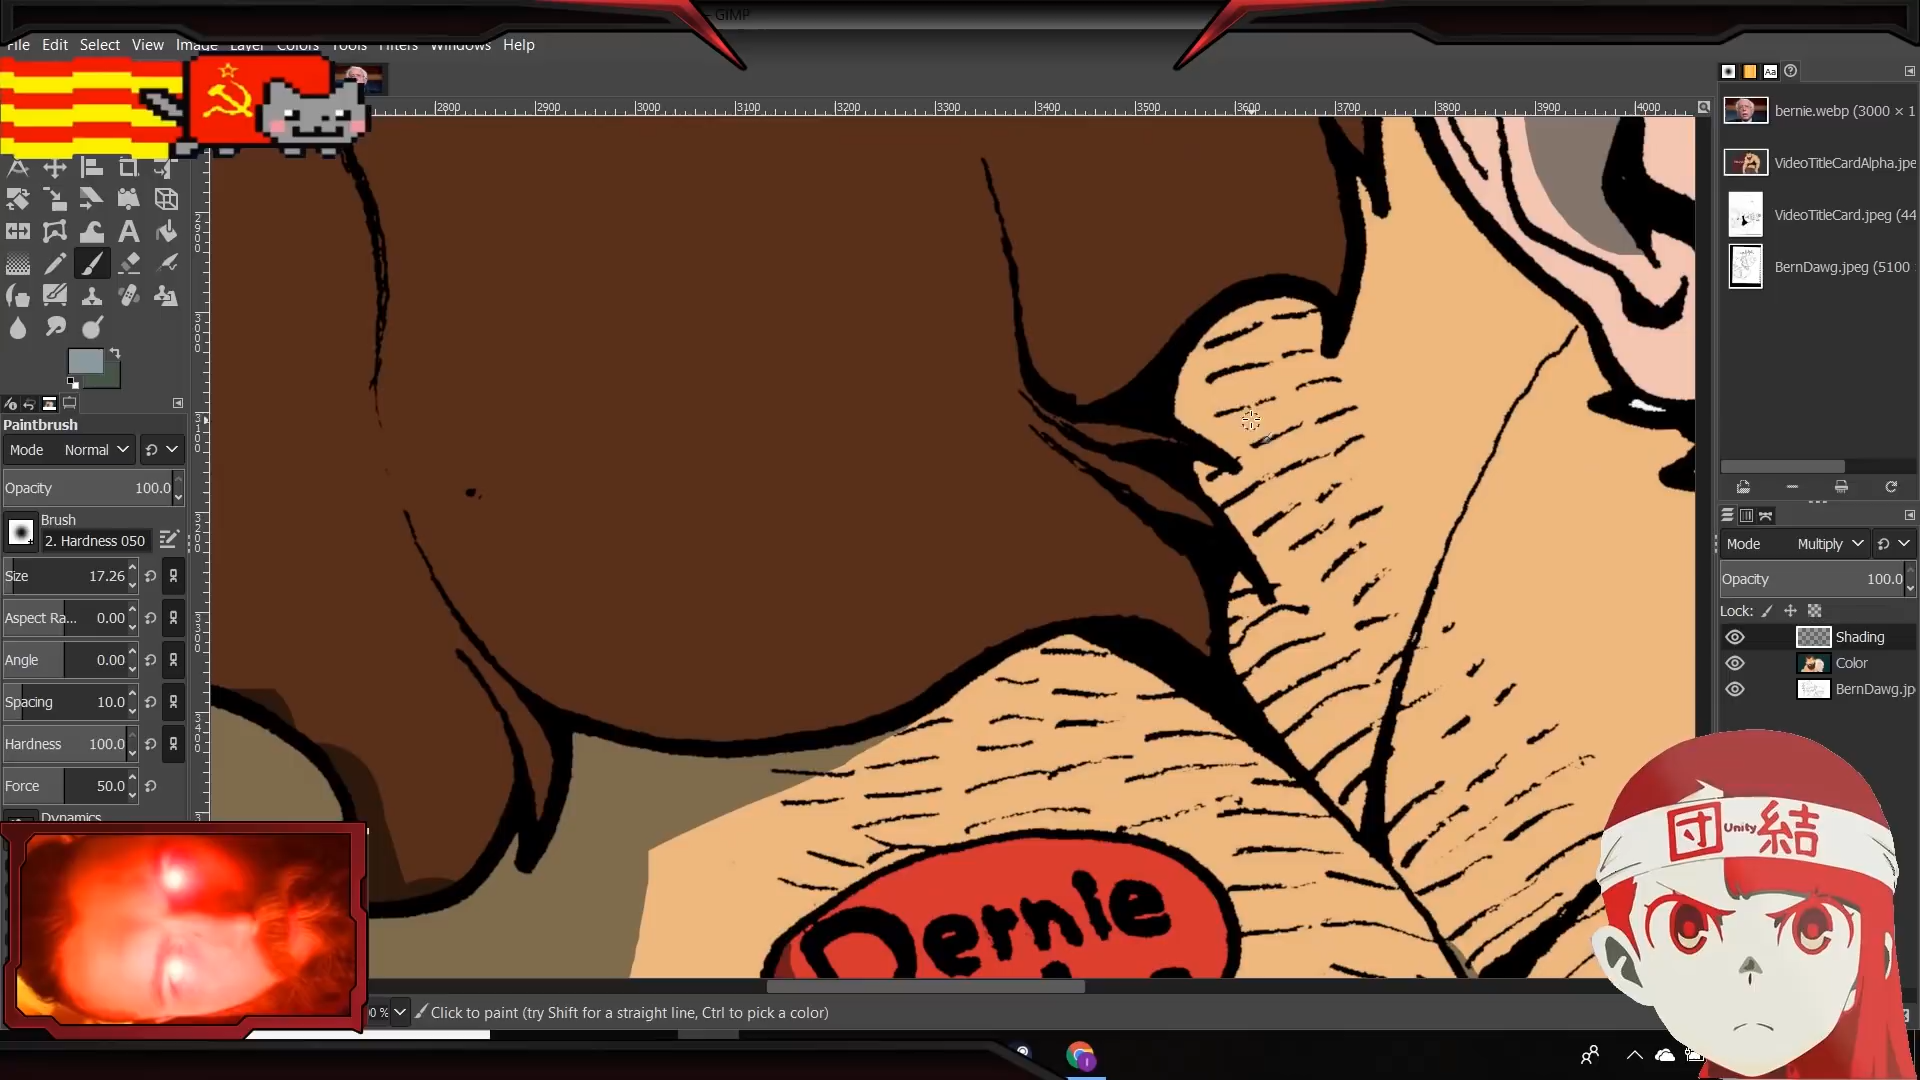 - GIMP
File Edit Select View Image Layer Colors Tools Filters Windows Help
2800 2900 3000 3100 3200 3300 3400 3500 3600 3700 3800 3900 4000
bernie.webp (3000 × 1
VideoTitleCardAlpha.jpe
VideoTitleCard.jpeg (44
BernDawg.jpeg (5100
Paintbrush
Mode Normal
Opacity 100.0
Brush
2. Hardness 050
Size 17.26
Aspect Ra... 0.00
Angle 0.00
Spacing 10.0
Hardness 100.0
Force 50.0
Dynamics
Mode Multiply
Opacity 100.0
Lock:
Shading
Color
BernDawg.jp
Bernie
団 Unity 結
0 % Click to paint (try Shift for a straight line, Ctrl to pick a color)